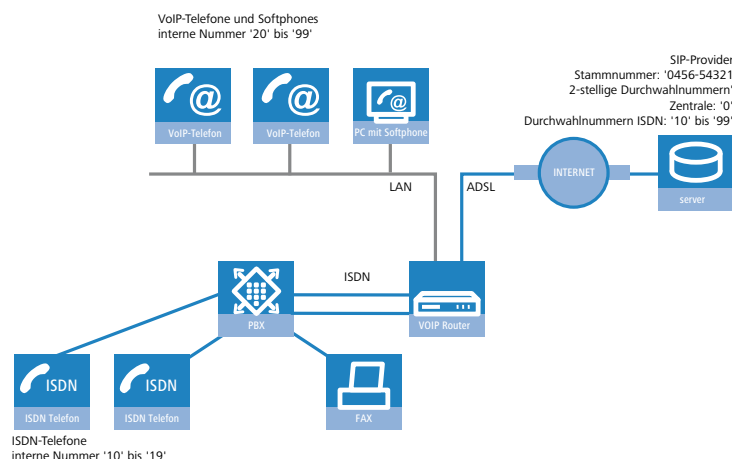 VoIP-Telefone und Softphones
interne Nummer '20' bis '99'
SIP-Provider
Stammnummer: '0456-54321
2-stellige Durchwahlnummern'
Zentrale: '0'
Durchwahlnummern ISDN: '10' bis '99'
@
VoIP-Telefon
@
VoIP-Telefon
@
PC mit Softphone
INTERNET
server
LAN
ADSL
ISDN
PBX
VOIP Router
ISDN
ISDN Telefon
ISDN
ISDN Telefon
FAX
ISDN-Telefone
interne Nummer '10' bis '19'